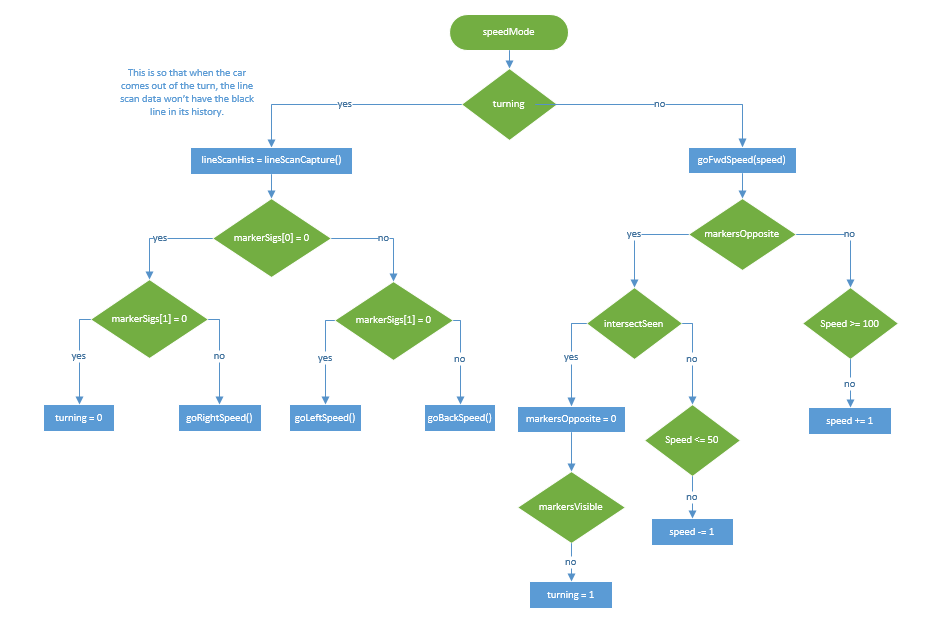 speedMode
This is so that when the car
comes out of the turn, the line
scan data won't have the black
line in its history.
turning
yes
no
lineScanHist = lineScanCapture()
goFwdSpeed(speed)
markerSigs[0] = 0
markersOpposite
yes
no
yes
no
markerSigs[1] = 0
markerSigs[1] = 0
intersectSeen
Speed >= 100
yes
no
yes
no
yes
no
no
turning = 0
goRightSpeed()
goLeftSpeed()
goBackSpeed()
markersOpposite = 0
Speed <= 50
speed += 1
no
markersVisible
speed -= 1
no
turning = 1